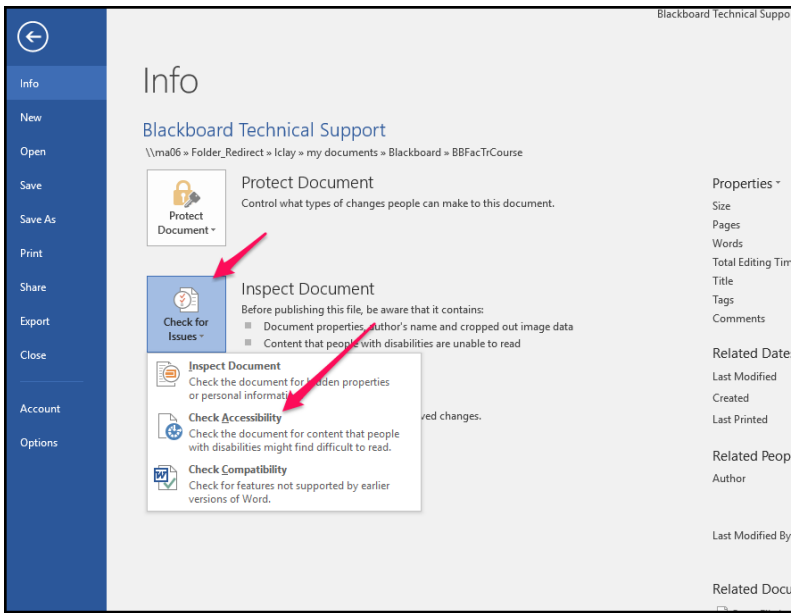 Blackboard Technical Suppo
Info
Info
New
Open
Save
Save As
Print
Share
Export
Close
Account
Options
Blackboard Technical Support
\\ma06 » Folder_Redirect » lclay » my documents » Blackboard » BBFacTrCourse
Protect
Document
Protect Document
Control what types of changes people can make to this document.
Check for
Issues
Inspect Document
Before publishing this file, be aware that it contains:
Document properties, author's name and cropped out image data
Content that people with disabilities are unable to read
Inspect Document
Check the document for hidden properties
or personal informati
Check Accessibility
Check the document for content that people
with disabilities might find difficult to read.
Check Compatibility
Check for features not supported by earlier
versions of Word.
ved changes.
Properties
Size
Pages
Words
Total Editing Tim
Title
Tags
Comments
Related Dates
Last Modified
Created
Last Printed
Related Peop
Author
Last Modified By
Related Docu